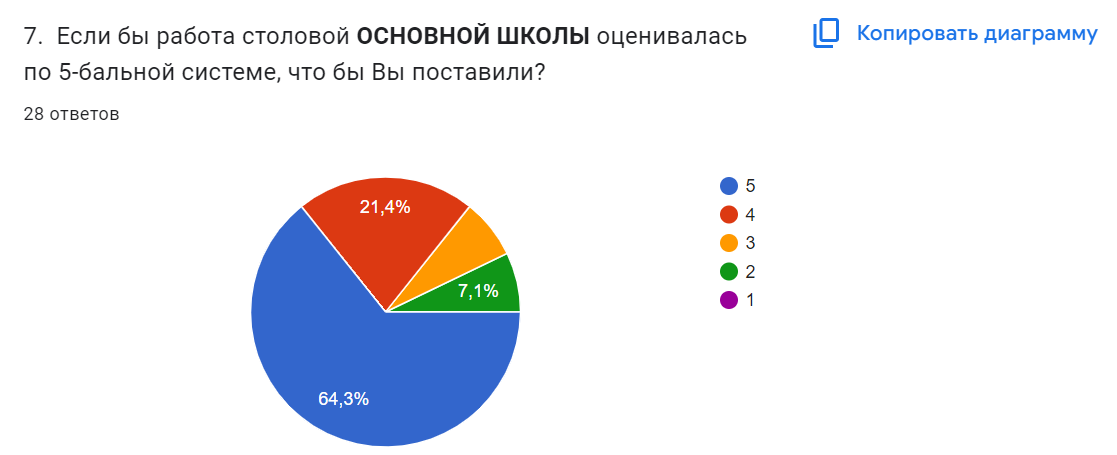 7. Если бы работа столовой ОСНОВНОЙ ШКОЛЫ оценивалась
по 5-бальной системе, что бы Вы поставили?
Копировать диаграмму
28 ответов
21,4%
7,1%
64,3%
5
4
3
2
1